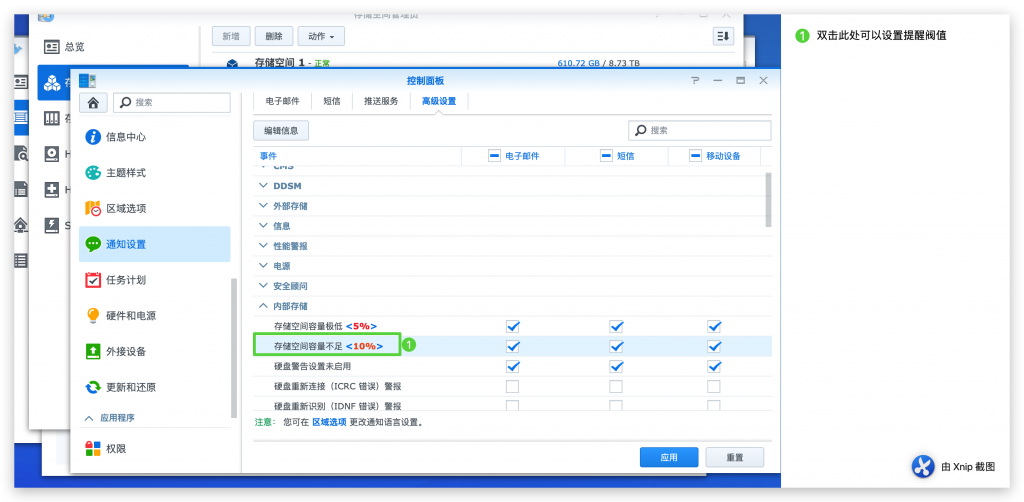 存储空间管理员
总览
新增
删除
动作
存储空间 1 - 正常
610.72 GB / 8.73 TB
控制面板
搜索
信息中心
主题样式
区域选项
通知设置
任务计划
硬件和电源
外接设备
更新和还原
应用程序
权限
电子邮件
短信
推送服务
高级设置
编辑信息
搜索
事件
电子邮件
短信
移动设备
CMS
DDSM
外部存储
信息
性能警报
电源
安全顾问
内部存储
存储空间容量极低 <5%>
存储空间容量不足 <10%>
1
硬盘警告设置未启用
硬盘重新连接（ICRC 错误）警报
硬盘重新识别（IDNF 错误）警报
注意： 您可在 区域选项 更改通知语言设置。
应用
重置
1 双击此处可以设置提醒阀值
由 Xnip 截图